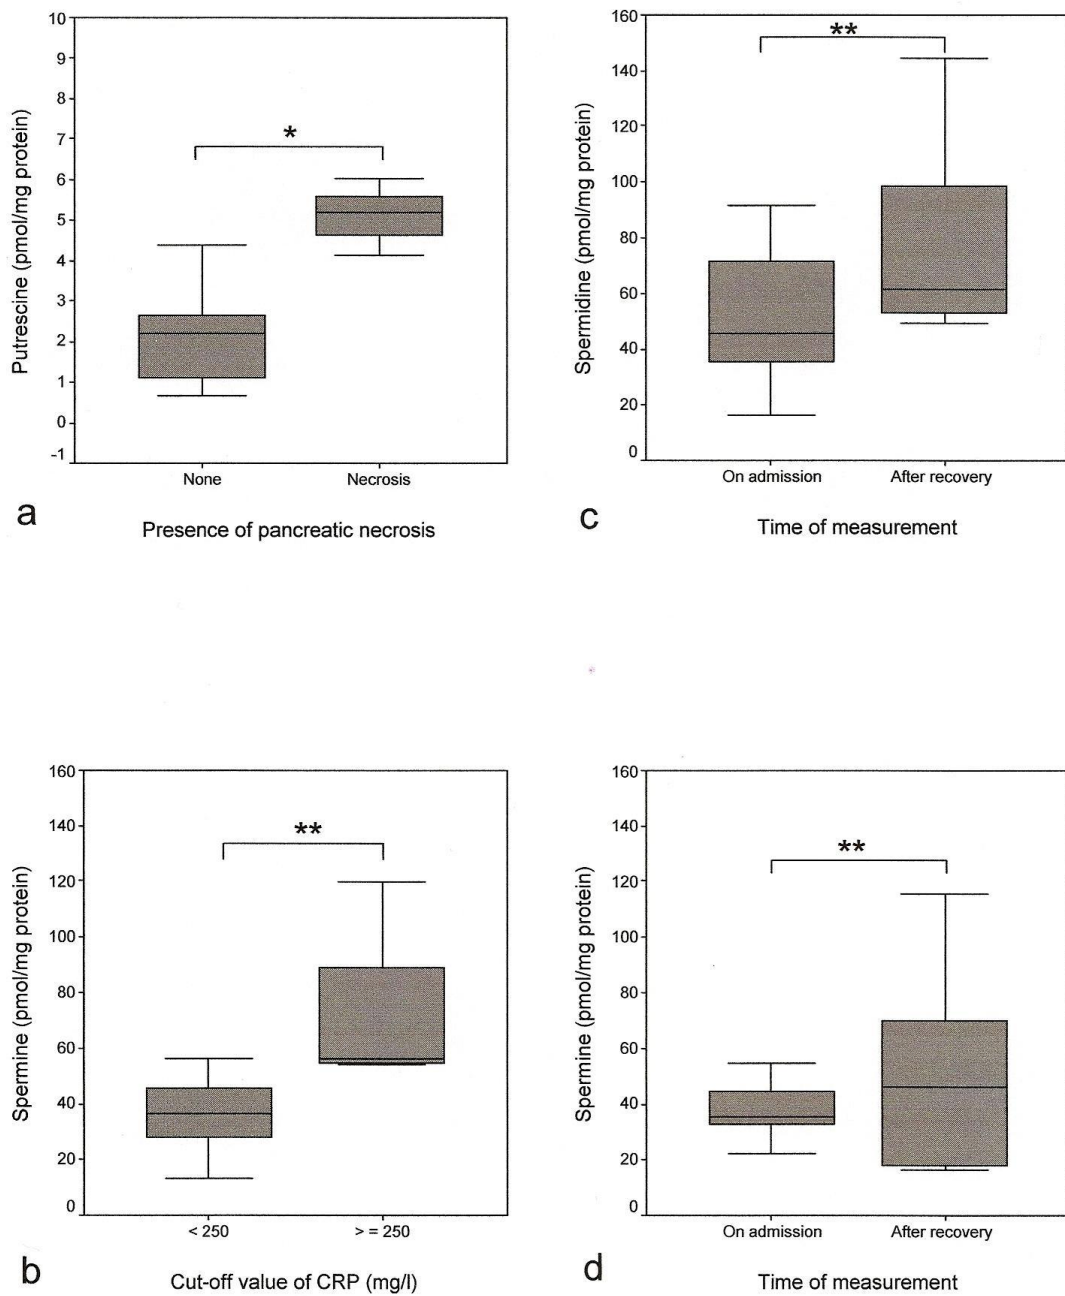 10
9
8
7
6
5
4
3
2
1
0
-1
Putrescine (pmol/mg protein)
*
None
Necrosis
a
Presence of pancreatic necrosis
160
140
120
100
80
60
40
20
0
Spermidine (pmol/mg protein)
**
On admission
After recovery
c
Time of measurement
160
140
120
100
80
60
40
20
0
Spermine (pmol/mg protein)
**
< 250
> = 250
b
Cut-off value of CRP (mg/l)
160
140
120
100
80
60
40
20
0
Spermine (pmol/mg protein)
**
On admission
After recovery
d
Time of measurement